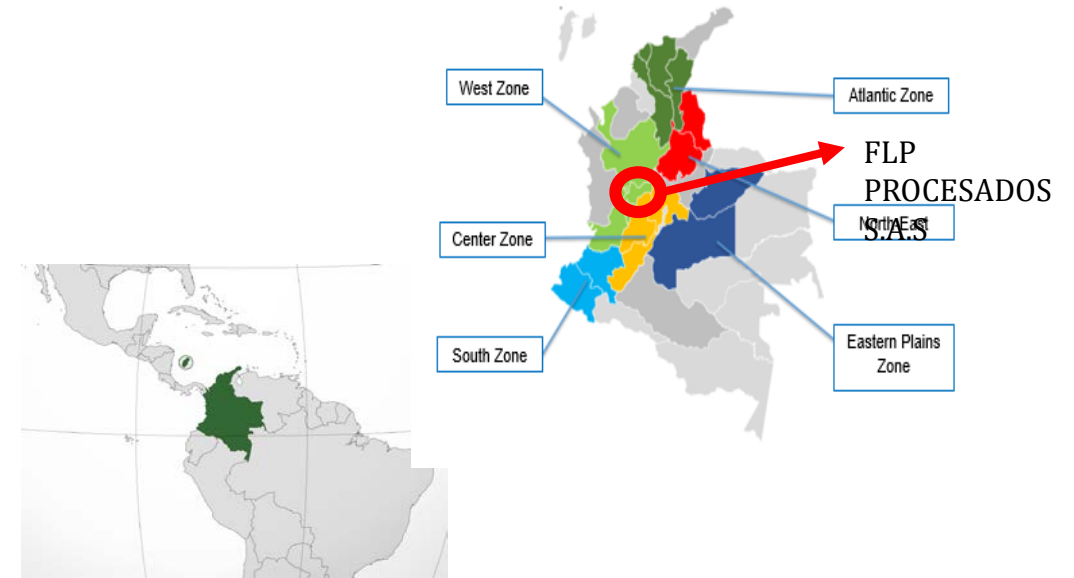 West Zone
Atlantic Zone
FLP
PROCESADOS
S.A.S
North East
Center Zone
South Zone
Eastern Plains
Zone